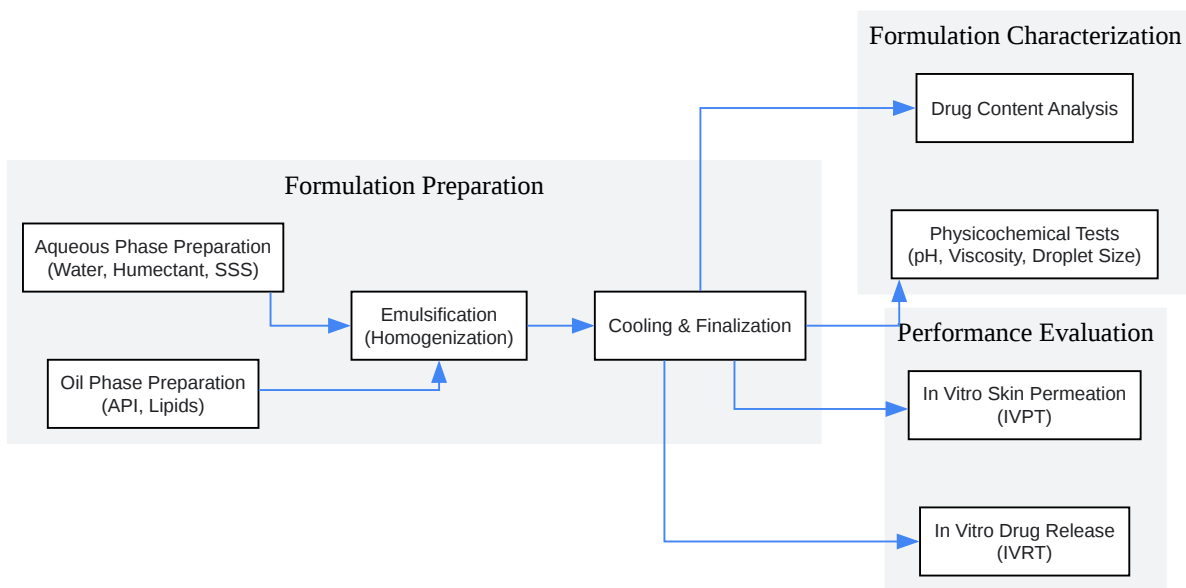 Formulation Preparation
Aqueous Phase Preparation
(Water, Humectant, SSS)
Oil Phase Preparation
(API, Lipids)
Emulsification
(Homogenization)
Cooling & Finalization
Formulation Characterization
Drug Content Analysis
Physicochemical Tests
(pH, Viscosity, Droplet Size)
Performance Evaluation
In Vitro Skin Permeation
(IVPT)
In Vitro Drug Release
(IVRT)